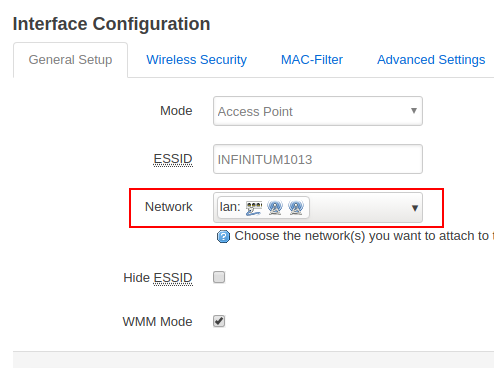 Interface Configuration
General Setup Wireless Security MAC-Filter Advanced Settings
Mode Access Point
ESSID INFINITUM1013
Network lan:
Choose the network(s) you want to attach to t
Hide ESSID
WMM Mode